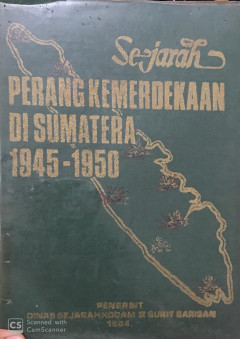 Sejarah
PERANG KEMERDEKAAN
DI SUMATERA
1945-1950
PENERBIT
DINAS SEJARAH KODAM II BUKIT BARISAN
1984
CS
Scanned with
CamScanner